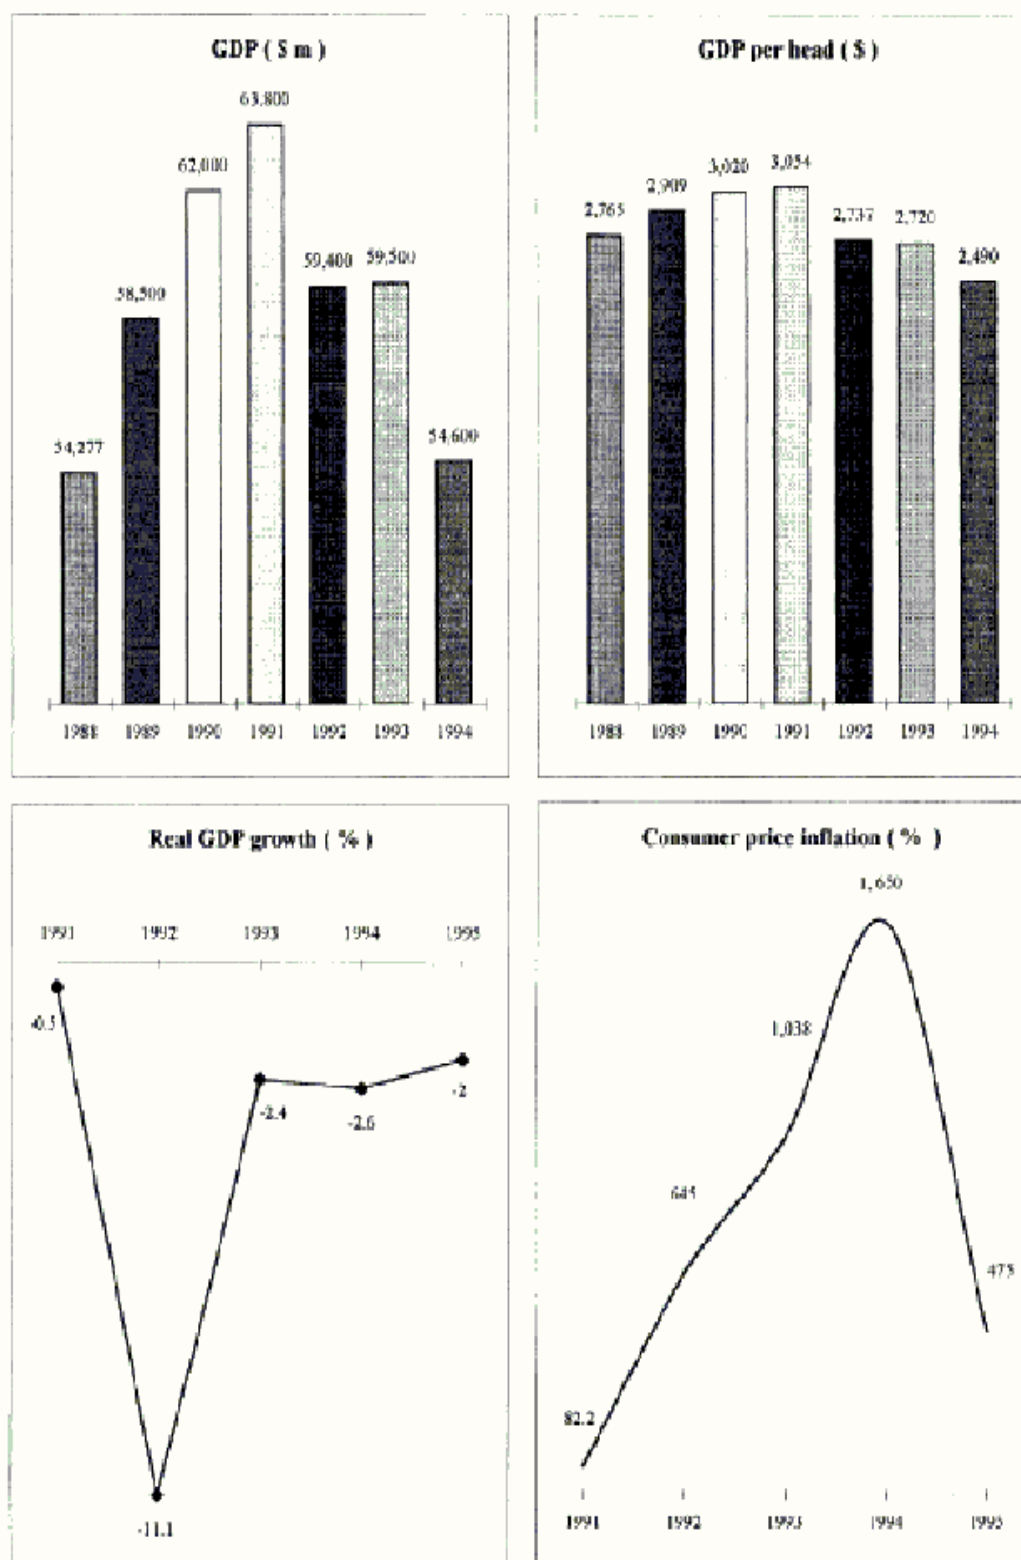 GDP ( $ m )
63,800
62,000
59,400 59,500
58,500
54,277
54,600
1988 1989 1990 1991 1992 1993 1994
GDP per head ( $ )
3,020 3,054
2,765 2,909
2,737 2,720
2,490
1988 1989 1990 1991 1992 1993 1994
Real GDP growth ( % )
1991 1992 1993 1994 1995
-0.5
-2.4 -2.6 -2
-11.1
Consumer price inflation ( % )
1,650
1,038
645
475
82.2
1991 1992 1993 1994 1995